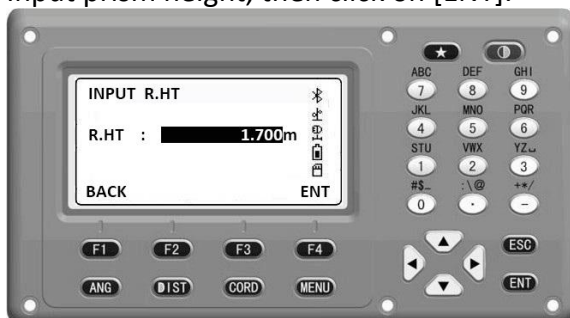 input prism height, then click on [ENT].
INPUT R.HT
R.HT : 1.700m
BACK ENT
F1 F2 F3 F4
ANG DIST CORD MENU
ABC DEF GHI
7 8 9
JKL MNO PQR
4 5 6
STU VWX YZ␣
1 2 3
#$_ :\@ +*/
0 . -
ESC
ENT